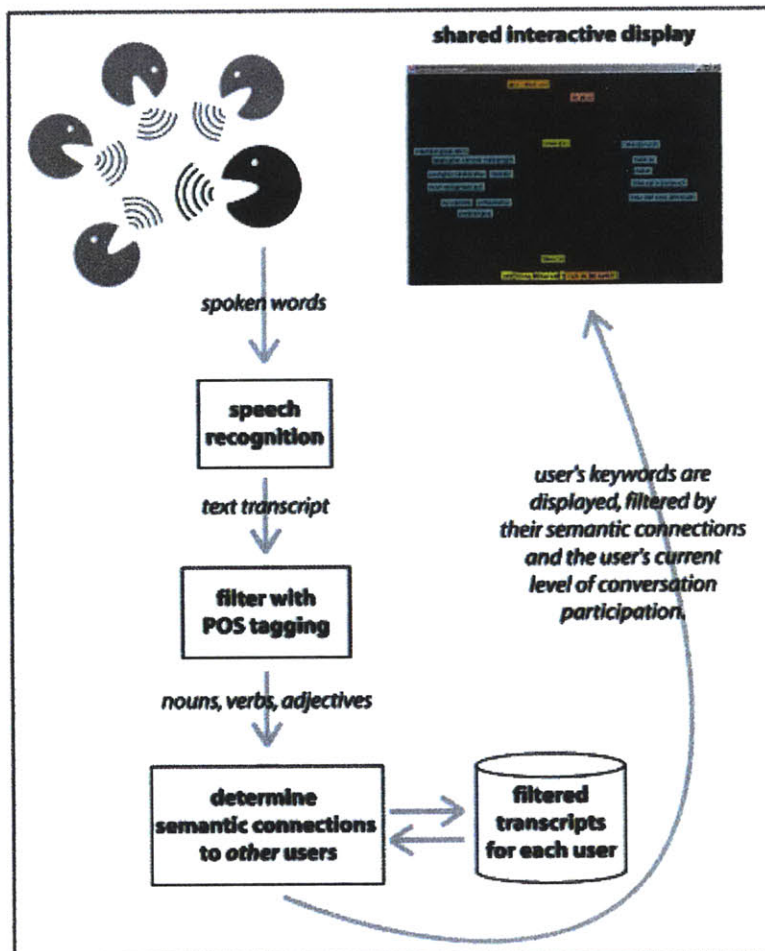 shared interactive display
spoken words
speech
recognition
text transcript
filter with
POS tagging
nouns, verbs, adjectives
determine
semantic connections
to other users
filtered
transcripts
for each user
user's keywords are
displayed, filtered by
their semantic connections
and the user's current
level of conversation
participation.